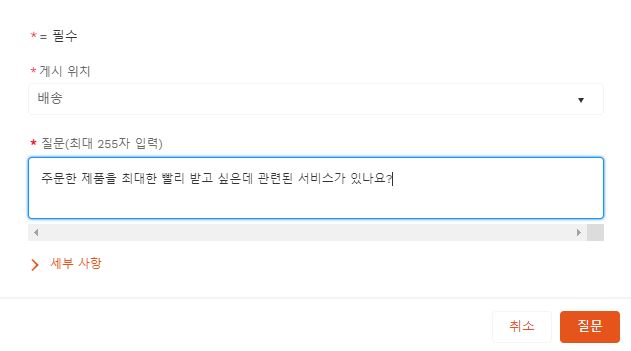 *= 필수
*게시 위치
배송
* 질문(최대 255자 입력)
주문한 제품을 최대한 빨리 받고 싶은데 관련된 서비스가 있나요?
세부 사항
취소 질문